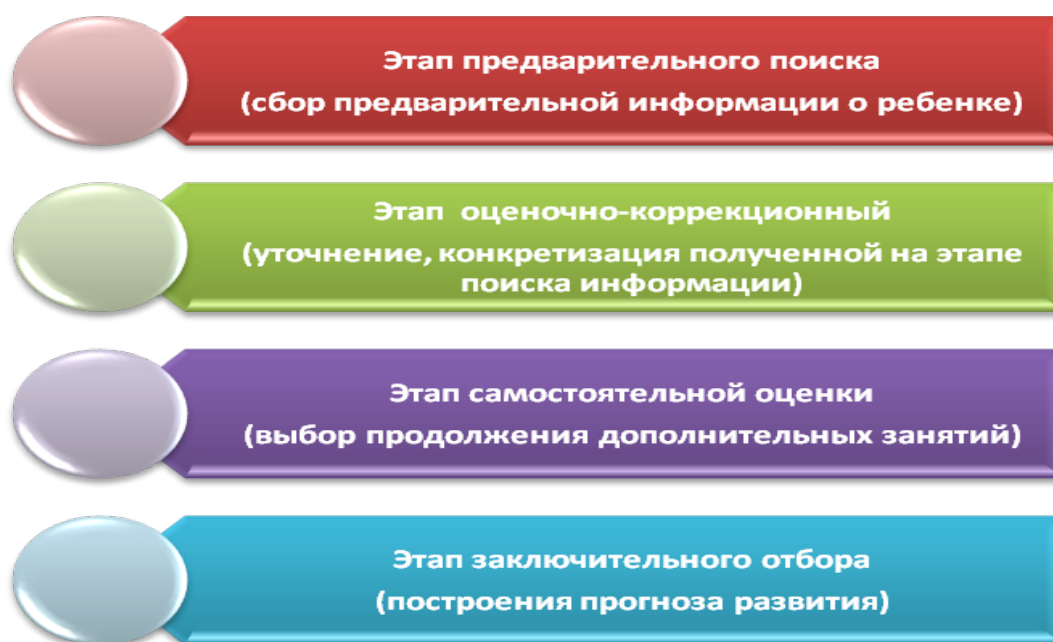 Этап предварительного поиска
(сбор предварительной информации о ребенке)
Этап оценочно-коррекционный
(уточнение, конкретизация полученной на этапе
поиска информации)
Этап самостоятельной оценки
(выбор продолжения дополнительных занятий)
Этап заключительного отбора
(построения прогноза развития)